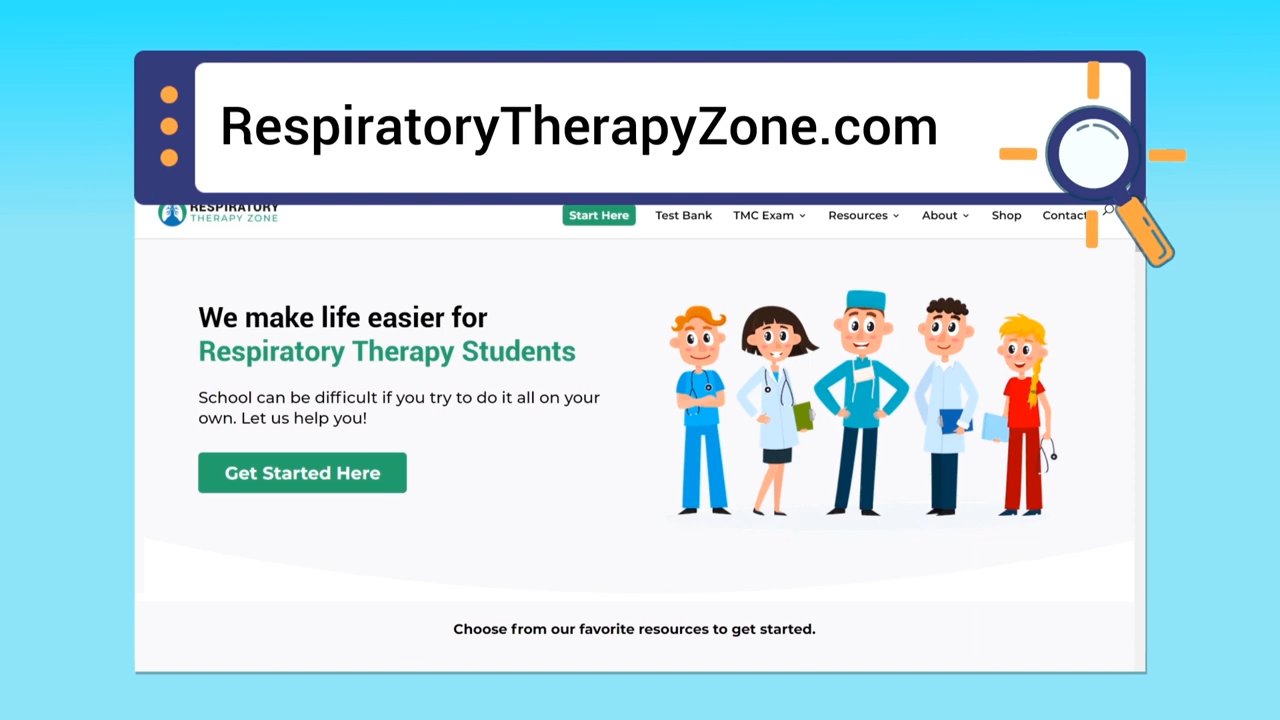 RespiratoryTherapyZone.com
RESPIRATORY
THERAPY ZONE
Start Here Test Bank TMC Exam Resources About Shop Contact
We make life easier for
Respiratory Therapy Students
School can be difficult if you try to do it all on your
own. Let us help you!
Get Started Here
Choose from our favorite resources to get started.